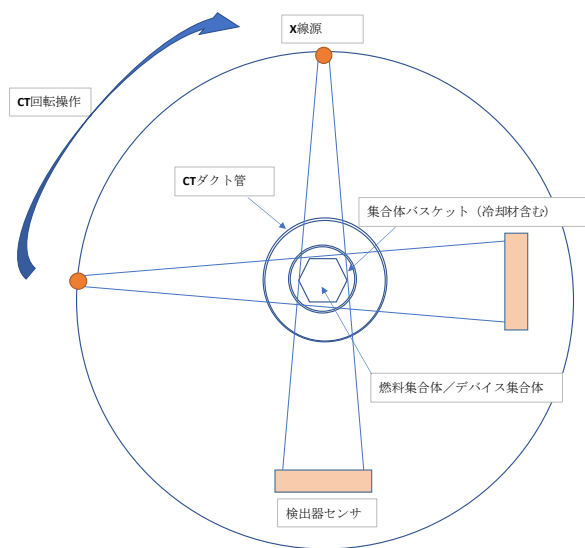 X線源
CT回転操作
CTダクト管
集合体バスケット（冷却材含む）
燃料集合体／デバイス集合体
検出器センサ